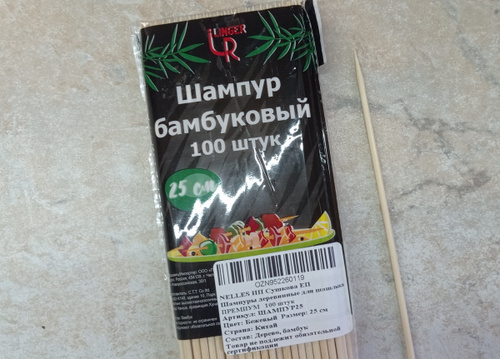 LINGER
Шампур
бамбуковый
100 штук
25 см
OZN952260119
NELLES ИП Сушкова ЕП
Шампуры деревянные для шашлыка
ПРЕМИУМ 100 штук
Артикул: ШАМПУР25
Цвет: Бежевый Размер: 25 см
Страна: Китай
Состав: Дерево, бамбук
Товар не подлежит обязательной
сертификации